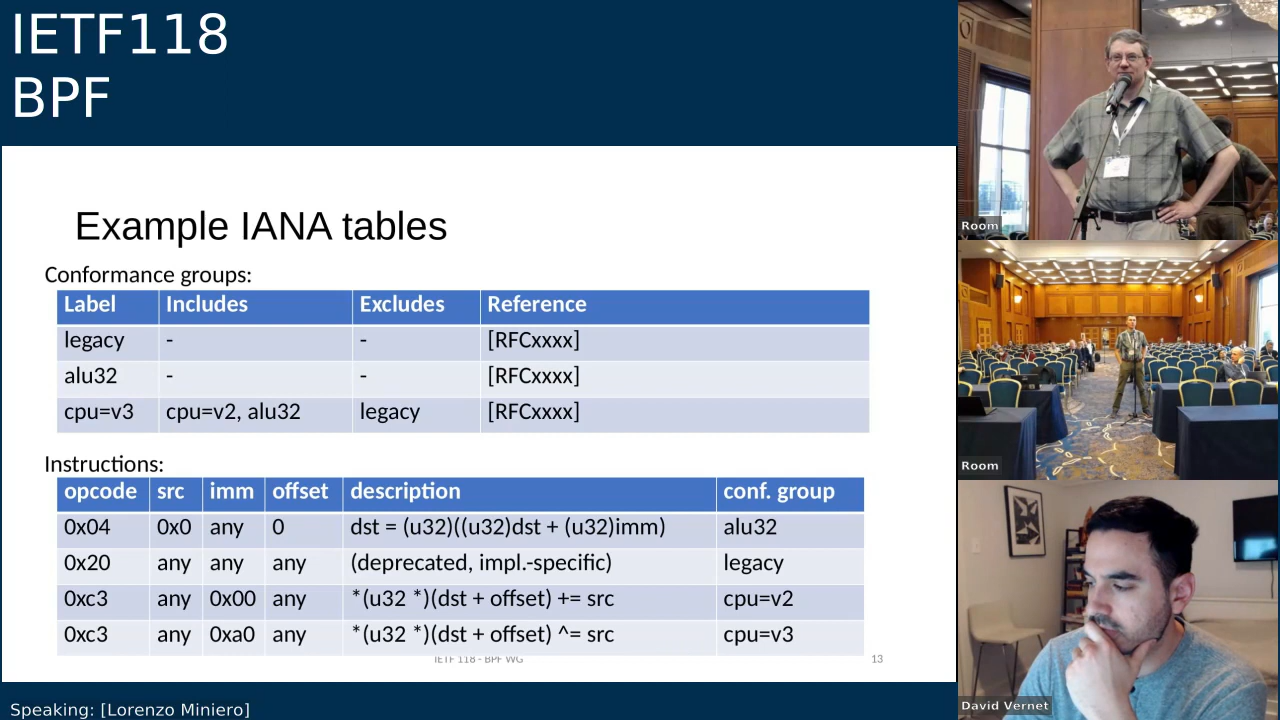 IETF118
BPF
Example IANA tables
Conformance groups:
Label Includes Excludes Reference
legacy - - [RFCxxxx]
alu32 - - [RFCxxxx]
cpu=v3 cpu=v2, alu32 legacy [RFCxxxx]
Instructions:
opcode src imm offset description conf. group
0x04 0x0 any 0 dst = (u32)((u32)dst + (u32)imm) alu32
0x20 any any any (deprecated, impl.-specific) legacy
0xc3 any 0x00 any *(u32 *)(dst + offset) += src cpu=v2
0xc3 any 0xa0 any *(u32 *)(dst + offset) ^= src cpu=v3
IETF 118 - BPF WG 13
Speaking: [Lorenzo Miniero]
Room
Room
David Vernet